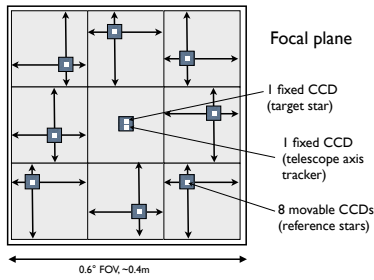 Focal plane
1 fixed CCD
(target star)
1 fixed CCD
(telescope axis
tracker)
8 movable CCDs
(reference stars)
0.6° FOV, ~0.4m